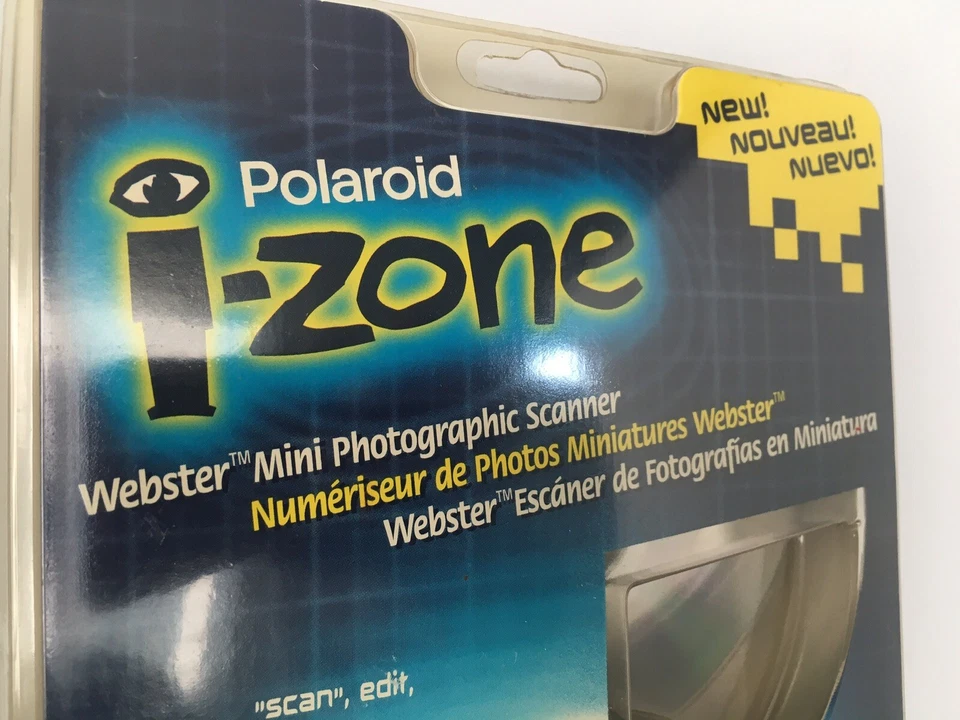 New!
Nouveau!
Nuevo!
Polaroid
i-zone
Webster™ Mini Photographic Scanner
Numériseur de Photos Miniatures Webster™
Webster™ Escáner de Fotografías en Miniatura
"scan", edit,